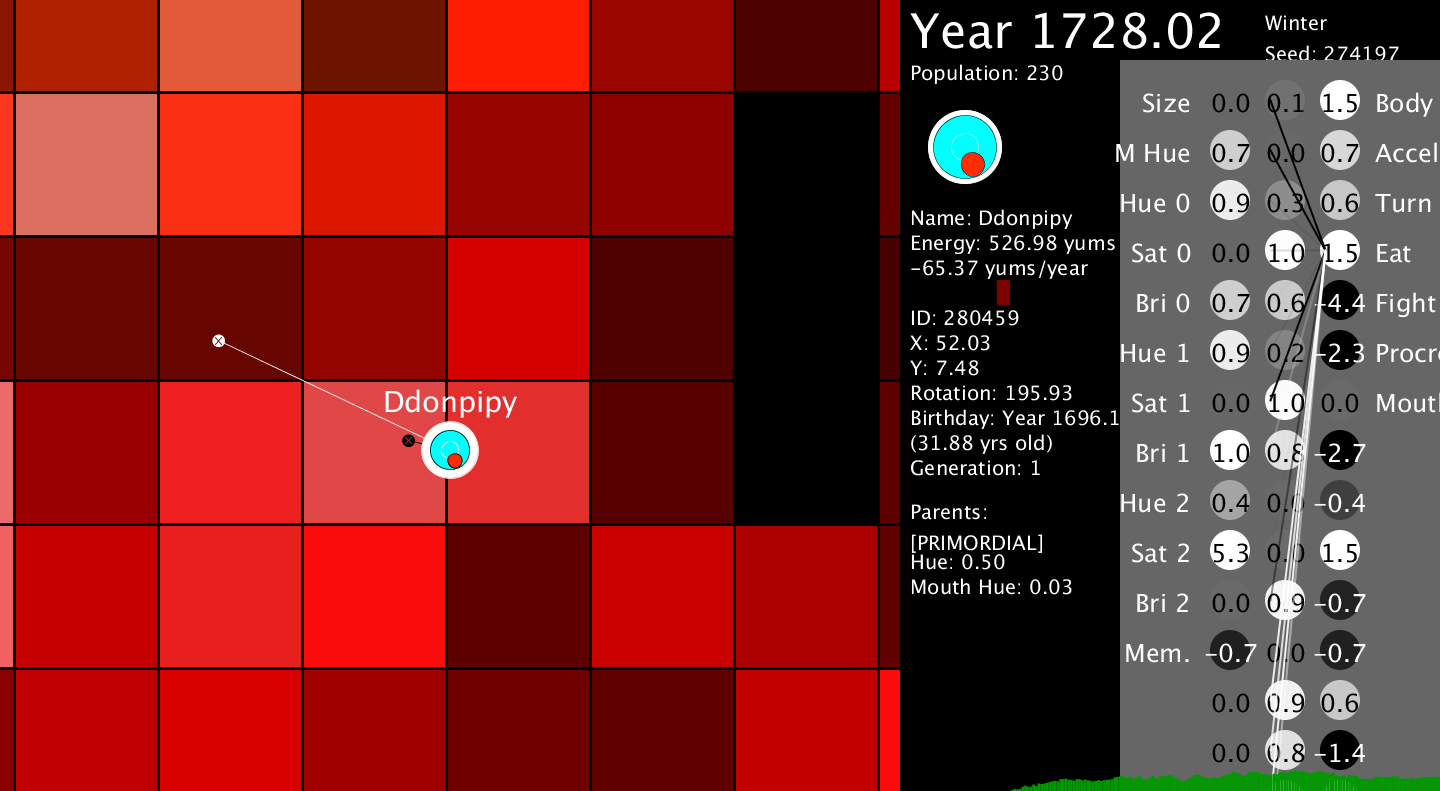 Year 1728.02
Winter
Seed: 274197
Population: 230
Name: Ddonpipy
Energy: 526.98 yums
-65.37 yums/year
ID: 280459
X: 52.03
Y: 7.48
Rotation: 195.93
Birthday: Year 1696.1
(31.88 yrs old)
Generation: 1
Parents:
[PRIMORDIAL]
Hue: 0.50
Mouth Hue: 0.03
Ddonpipy
Size 0.0 0.1 1.5 Body
M Hue 0.7 0.0 0.7 Accel
Hue 0 0.9 0.3 0.6 Turn
Sat 0 0.0 1.0 1.5 Eat
Bri 0 0.7 0.6 -4.4 Fight
Hue 1 0.9 0.2 -2.3 Procr
Sat 1 0.0 1.0 0.0 Mout
Bri 1 1.0 0.8 -2.7
Hue 2 0.4 0.0 -0.4
Sat 2 5.3 0.0 1.5
Bri 2 0.0 0.9 -0.7
Mem. -0.7 0.0 -0.7
0.0 0.9 0.6
0.0 0.8 -1.4